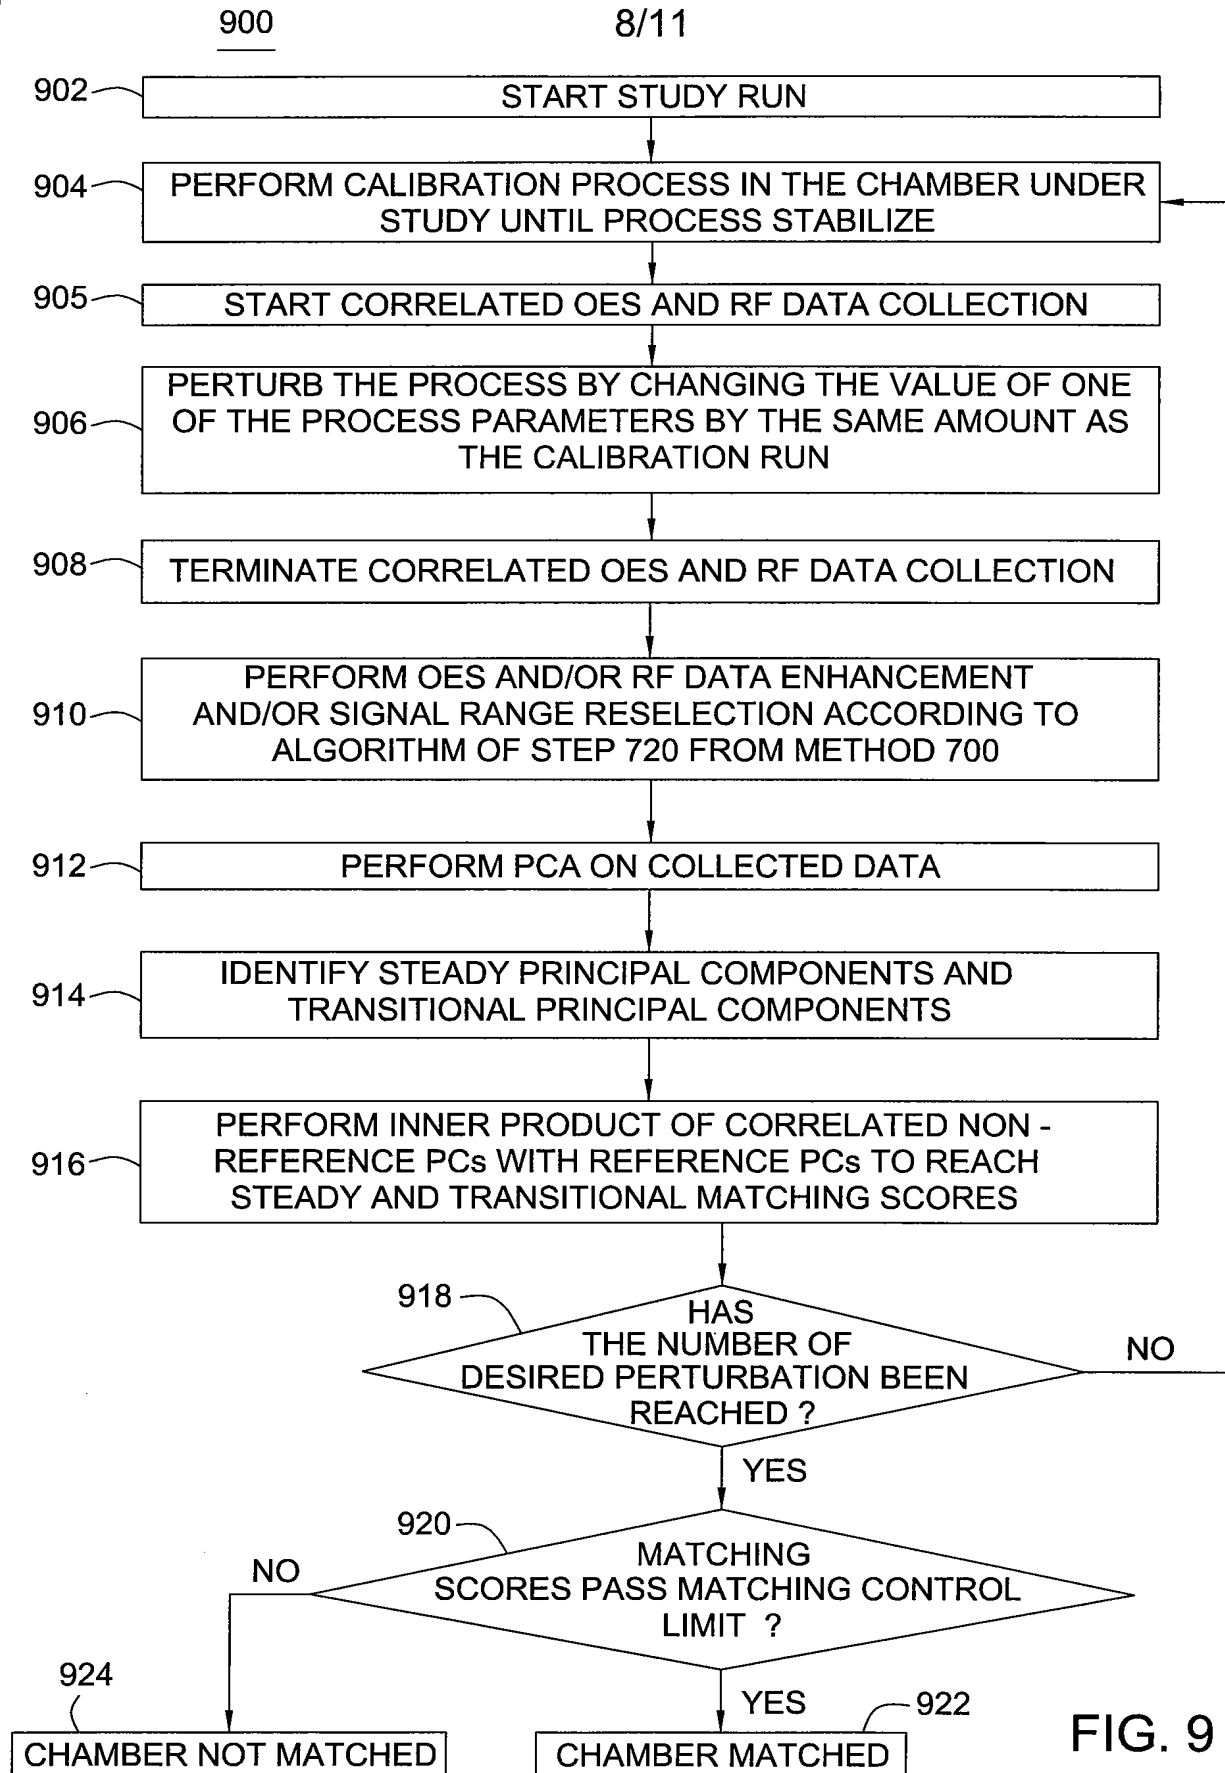 900
8/11
902
START STUDY RUN
904
PERFORM CALIBRATION PROCESS IN THE CHAMBER UNDER
STUDY UNTIL PROCESS STABILIZE
905
START CORRELATED OES AND RF DATA COLLECTION
906
PERTURB THE PROCESS BY CHANGING THE VALUE OF ONE
OF THE PROCESS PARAMETERS BY THE SAME AMOUNT AS
THE CALIBRATION RUN
908
TERMINATE CORRELATED OES AND RF DATA COLLECTION
910
PERFORM OES AND/OR RF DATA ENHANCEMENT
AND/OR SIGNAL RANGE RESELECTION ACCORDING TO
ALGORITHM OF STEP 720 FROM METHOD 700
912
PERFORM PCA ON COLLECTED DATA
914
IDENTIFY STEADY PRINCIPAL COMPONENTS AND
TRANSITIONAL PRINCIPAL COMPONENTS
916
PERFORM INNER PRODUCT OF CORRELATED NON -
REFERENCE PCs WITH REFERENCE PCs TO REACH
STEADY AND TRANSITIONAL MATCHING SCORES
918
HAS
THE NUMBER OF
DESIRED PERTURBATION BEEN
REACHED ?
NO
YES
920
MATCHING
SCORES PASS MATCHING CONTROL
LIMIT ?
NO
YES
924
CHAMBER NOT MATCHED
922
CHAMBER MATCHED
FIG. 9